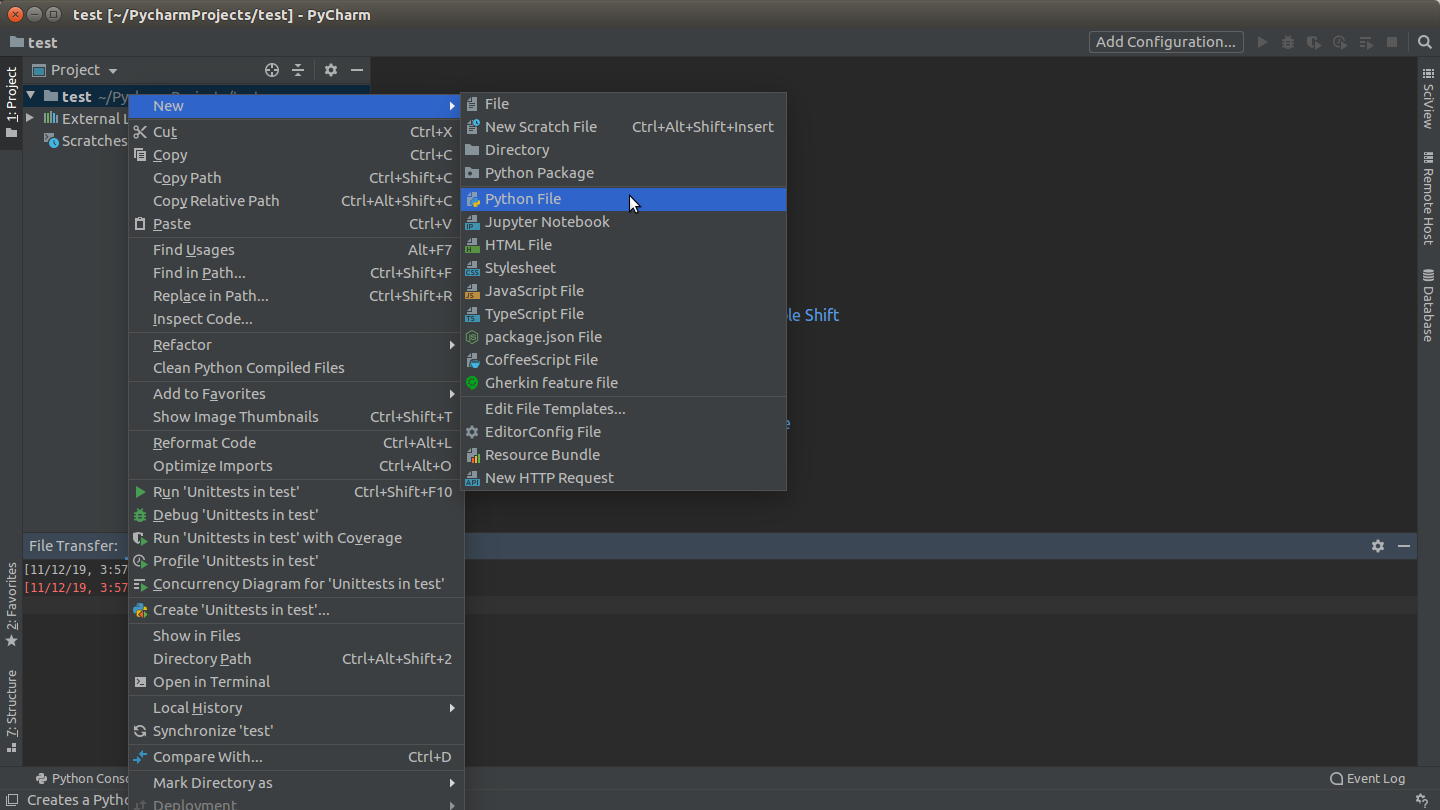 test [~/PycharmProjects/test] - PyCharm
test
Add Configuration...
1: Project
Project
test ~/
External
Scratches
New
Cut Ctrl+X
Copy Ctrl+C
Copy Path Ctrl+Shift+C
Copy Relative Path Ctrl+Alt+Shift+C
Paste Ctrl+V
Find Usages Alt+F7
Find in Path... Ctrl+Shift+F
Replace in Path... Ctrl+Shift+R
Inspect Code...
Refactor
Clean Python Compiled Files
Add to Favorites
Show Image Thumbnails Ctrl+Shift+T
Reformat Code Ctrl+Alt+L
Optimize Imports Ctrl+Alt+O
Run 'Unittests in test' Ctrl+Shift+F10
Debug 'Unittests in test'
Run 'Unittests in test' with Coverage
Profile 'Unittests in test'
Concurrency Diagram for 'Unittests in test'
Create 'Unittests in test'...
Show in Files
Directory Path Ctrl+Alt+Shift+2
Open in Terminal
Local History
Synchronize 'test'
Compare With... Ctrl+D
Mark Directory as
Deployment
File
New Scratch File Ctrl+Alt+Shift+Insert
Directory
Python Package
Python File
Jupyter Notebook
HTML File
Stylesheet
JavaScript File
TypeScript File
package.json File
CoffeeScript File
Gherkin feature file
Edit File Templates...
EditorConfig File
Resource Bundle
New HTTP Request
le Shift
e
SciView
Remote Host
Database
File Transfer:
[11/12/19, 3:57
[11/12/19, 3:57
2: Favorites
7: Structure
Python Conso
Event Log
Creates a Pytho